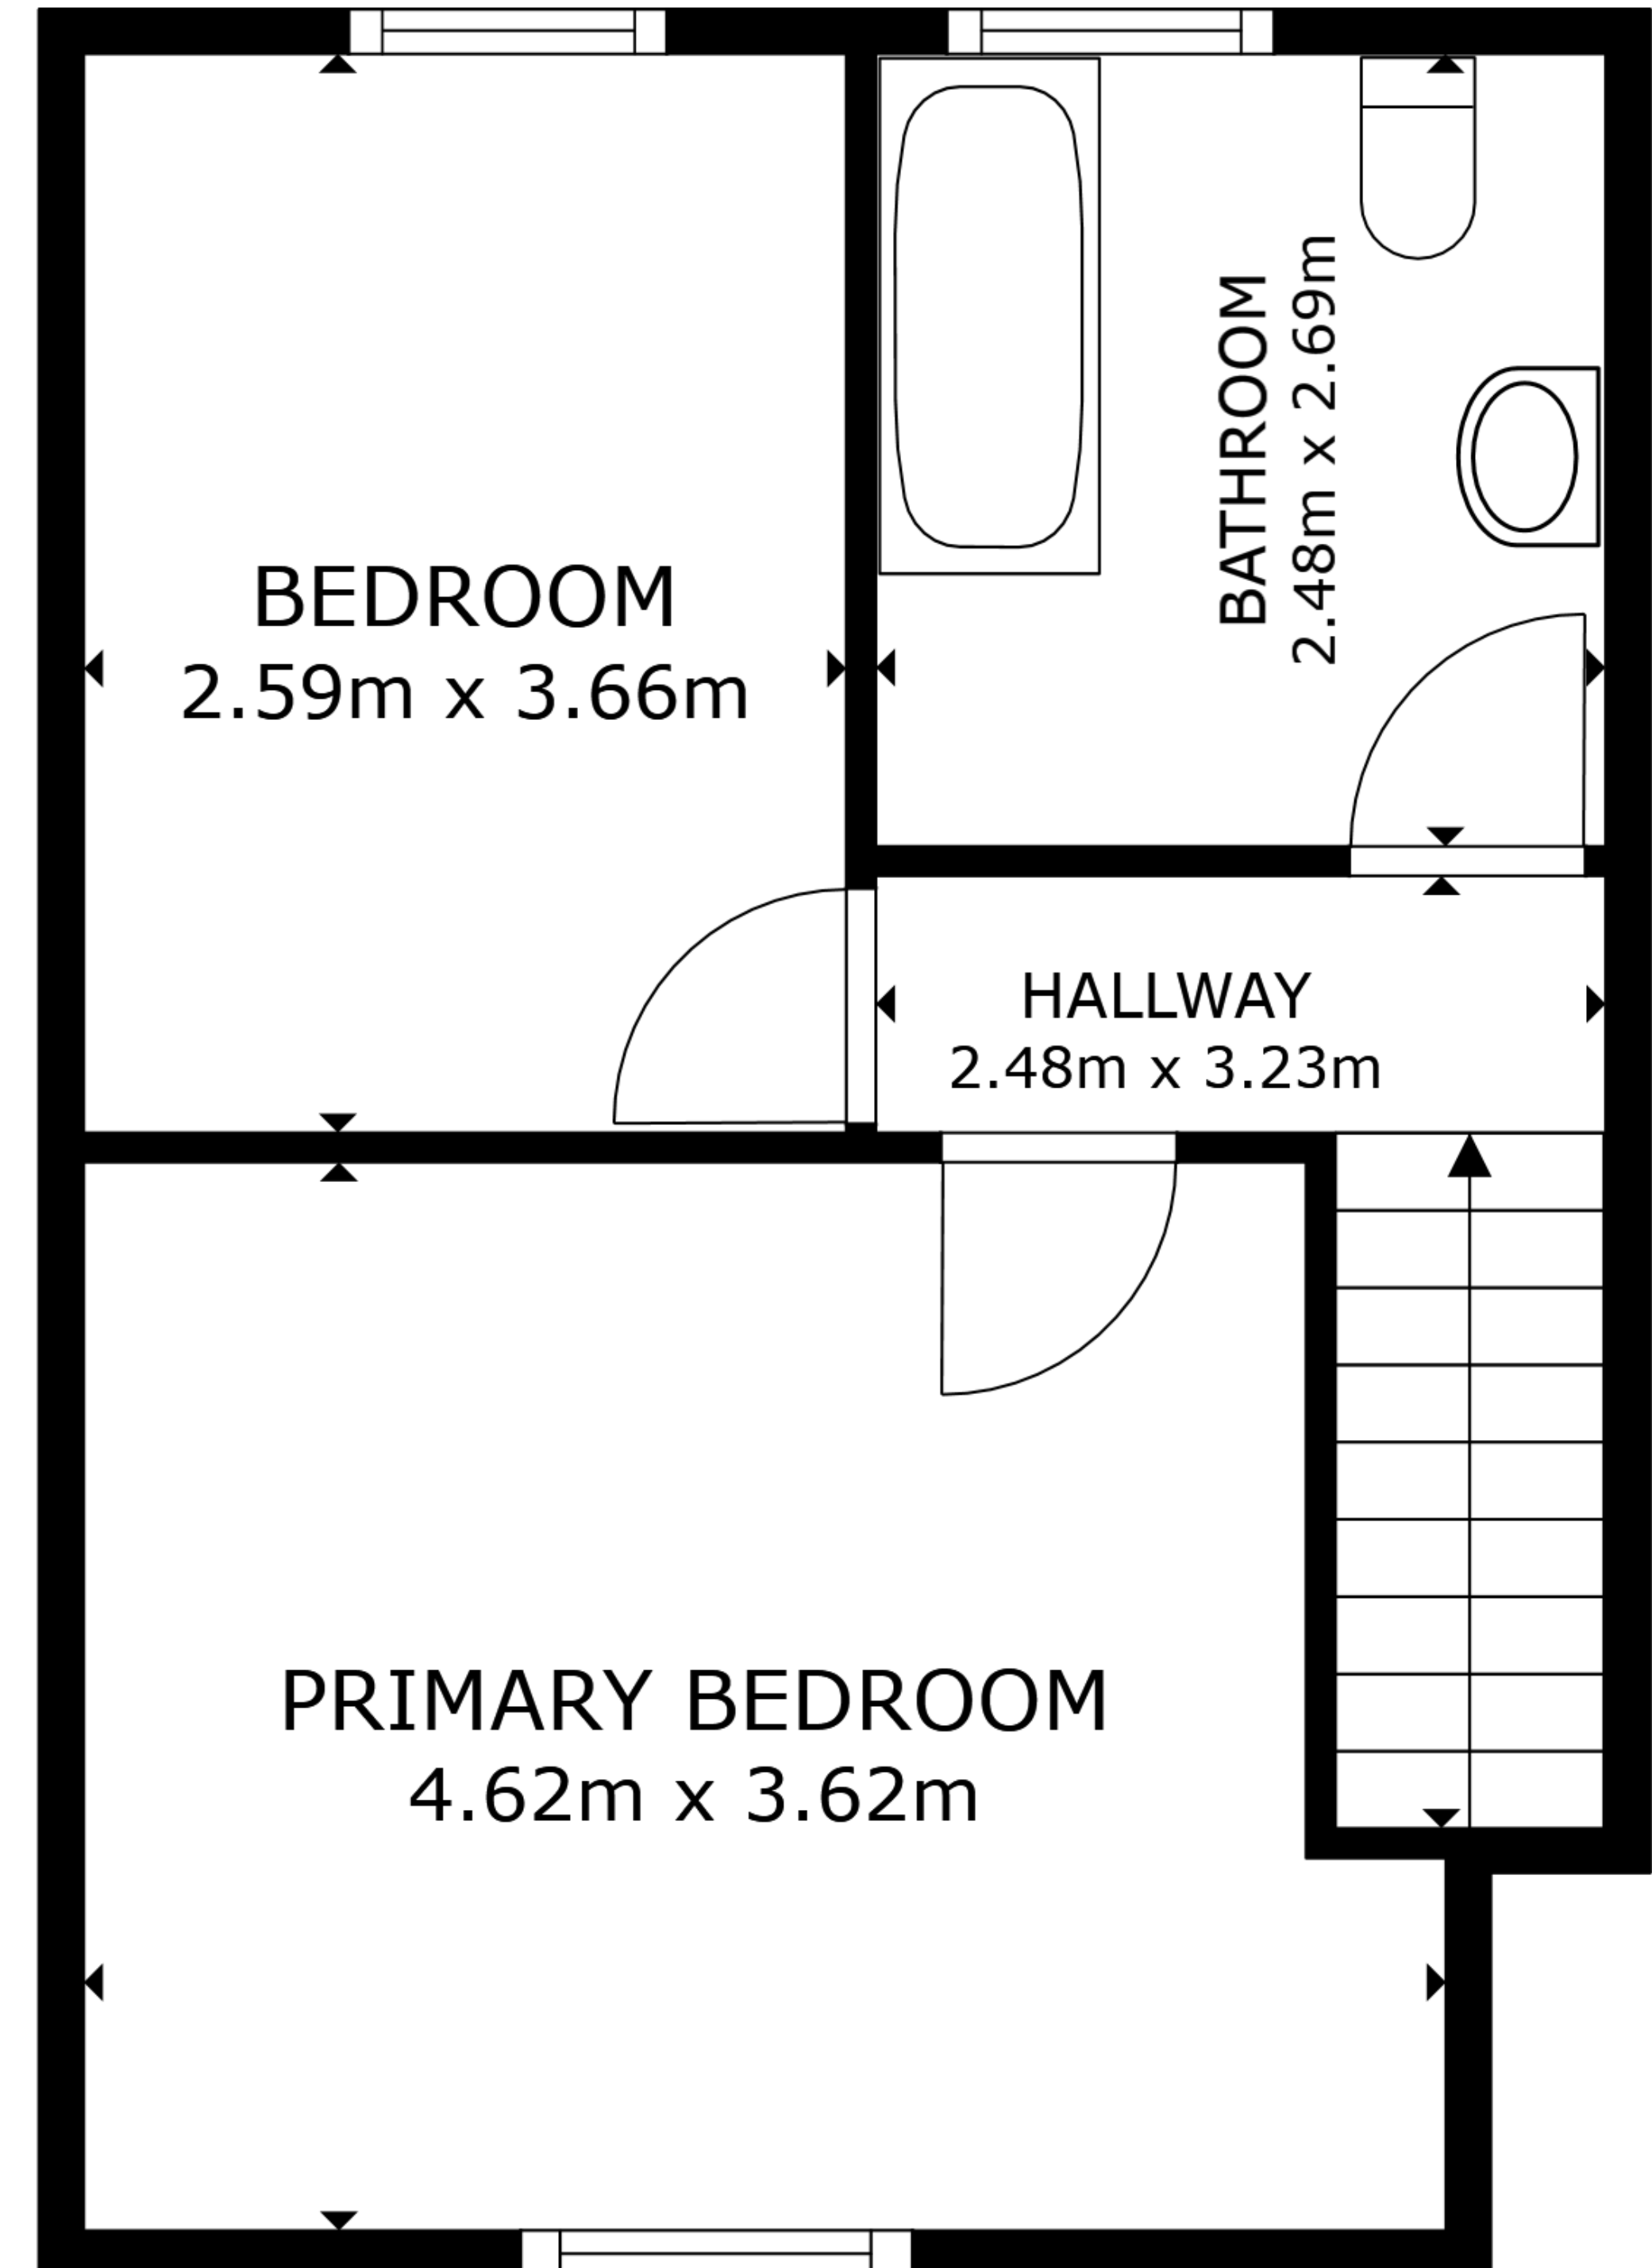 BEDROOM
2.59m x 3.66m
BATHROOM
2.48m x 2.69m
HALLWAY
2.48m x 3.23m
PRIMARY BEDROOM
4.62m x 3.62m